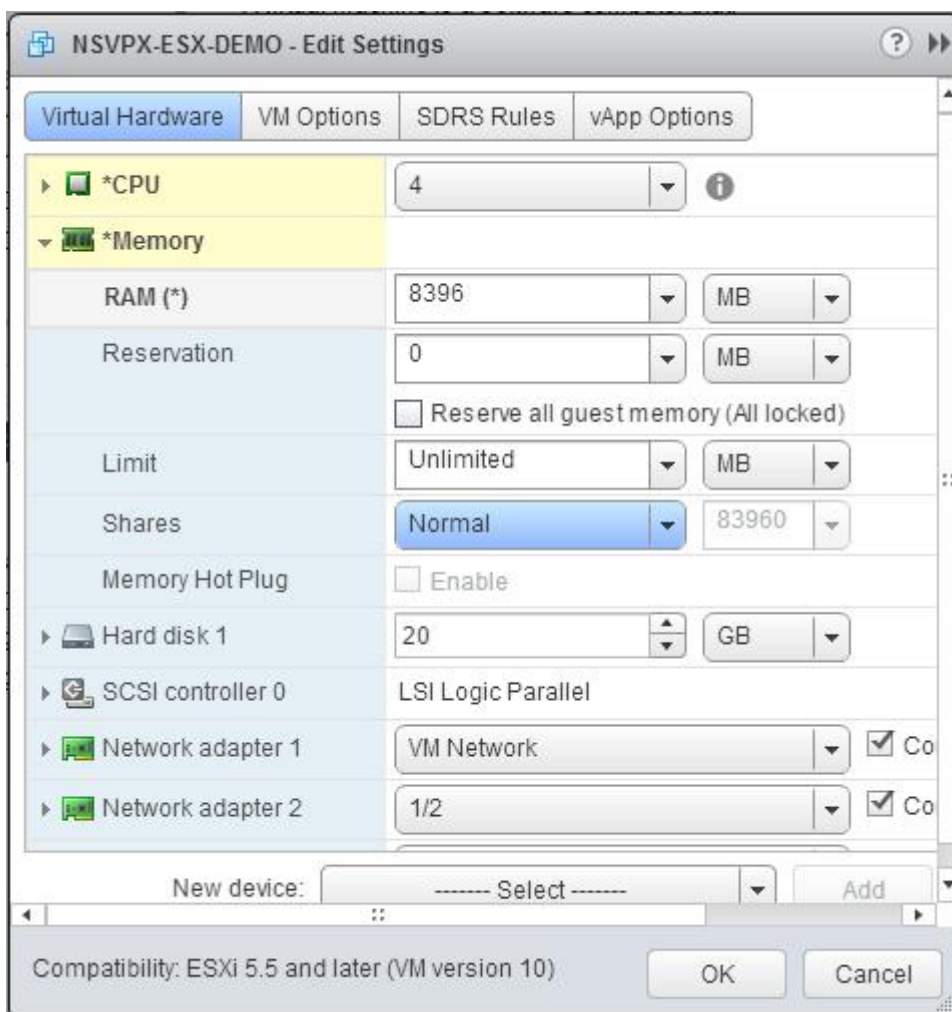 NSVPX-ESX-DEMO - Edit Settings ?
Virtual Hardware VM Options SDRS Rules vApp Options
*CPU 4
*Memory
RAM (*) 8396 MB
Reservation 0 MB
Reserve all guest memory (All locked)
Limit Unlimited MB
Shares Normal 83960
Memory Hot Plug Enable
Hard disk 1 20 GB
SCSI controller 0 LSI Logic Parallel
Network adapter 1 VM Network Co
Network adapter 2 1/2 Co
New device: ------- Select ------- Add
Compatibility: ESXi 5.5 and later (VM version 10) OK Cancel